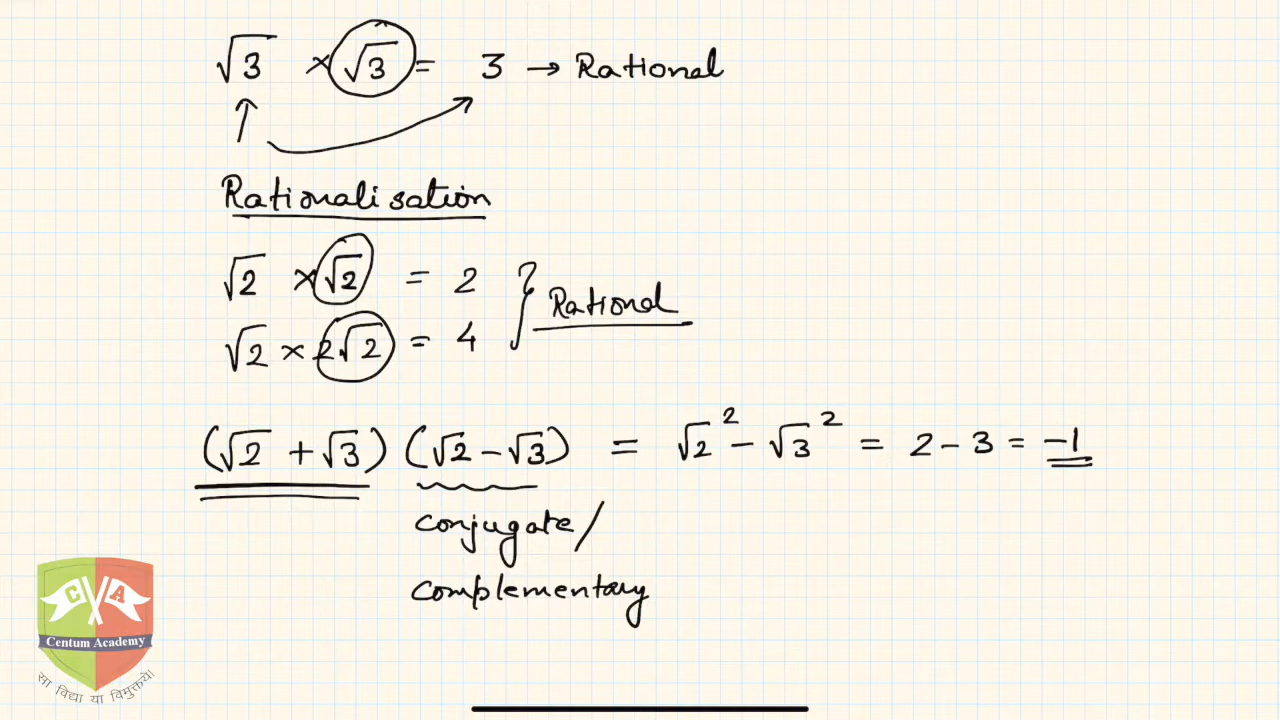 √3 × √3 = 3 → Rational
Rationalisation
√2 × √2 = 2
√2 × 2√2 = 4
Rational
(√2 + √3) (√2 – √3) = √2² – √3² = 2 – 3 = –1
conjugate/
complementary
C A
Centum Academy
सा विद्या या विमुक्तये।